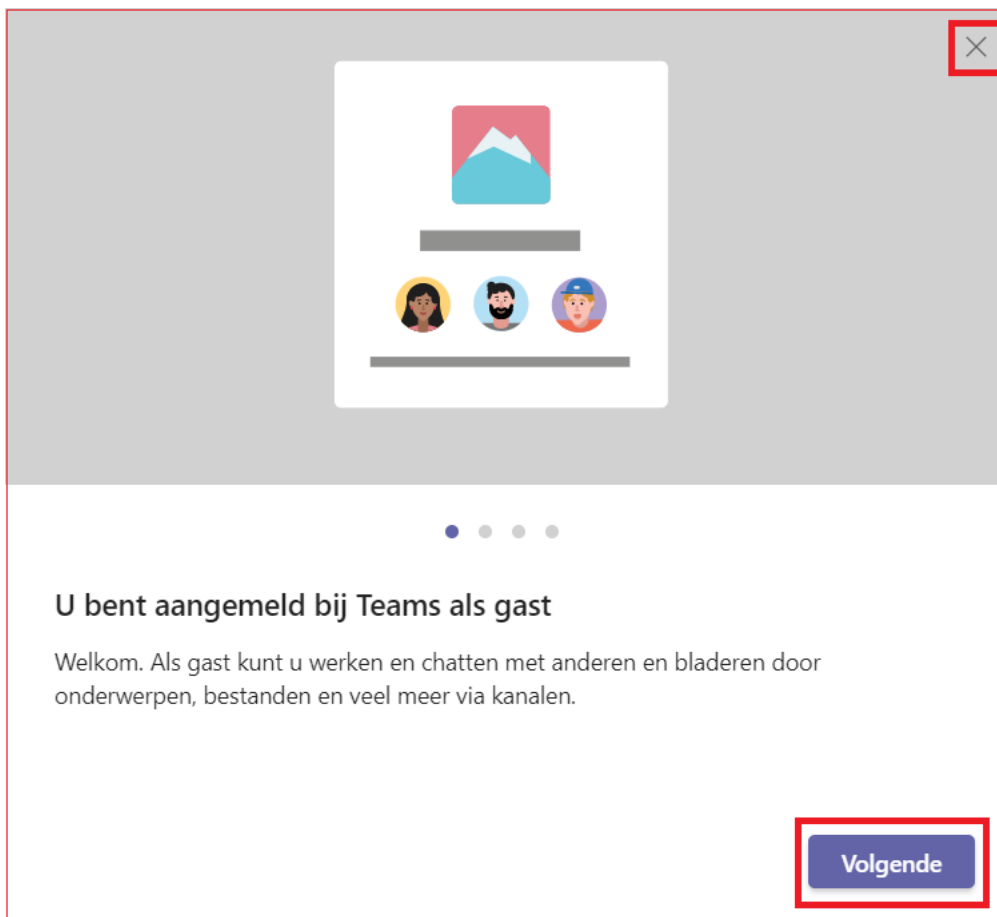 U bent aangemeld bij Teams als gast
Welkom. Als gast kunt u werken en chatten met anderen en bladeren door
onderwerpen, bestanden en veel meer via kanalen.
Volgende